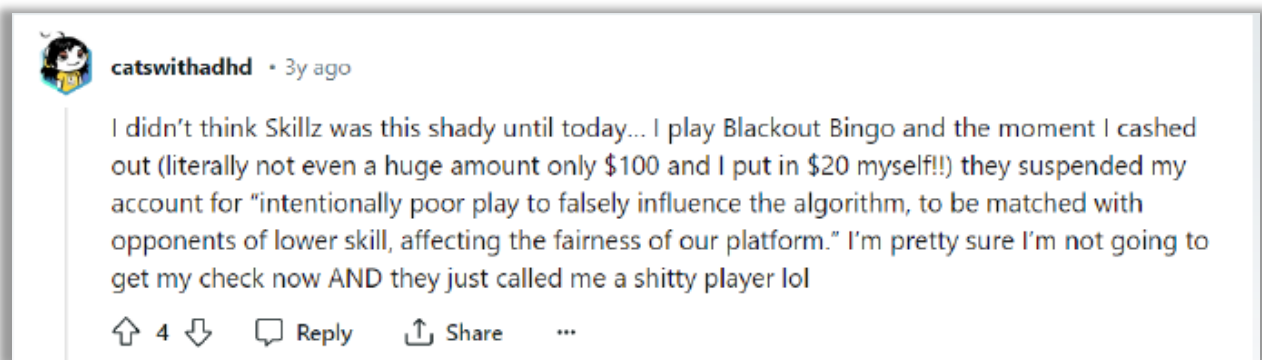 catswithadhd • 3y ago
I didn’t think Skillz was this shady until today... I play Blackout Bingo and the moment I cashed
out (literally not even a huge amount only $100 and I put in $20 myself!!) they suspended my
account for “intentionally poor play to falsely influence the algorithm, to be matched with
opponents of lower skill, affecting the fairness of our platform.” I’m pretty sure I’m not going to
get my check now AND they just called me a shitty player lol
4 Reply Share ...